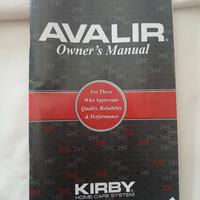 AVALIR®
Owner's Manual
For Those
Who Appreciate
Quality, Reliability
& Performance
KIRBY
HOME CARE SYSTEM